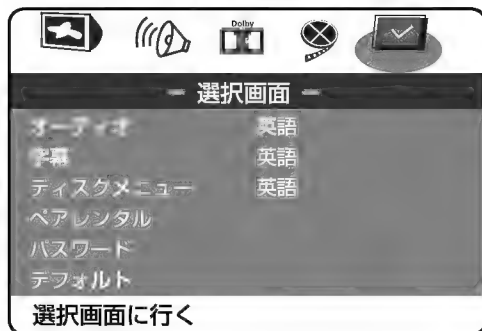 Dolby
選択画面
オーディオ 英語
字幕 英語
ディスクメニュー 英語
ペアレンタル
パスワード
デフォルト
選択画面に行く